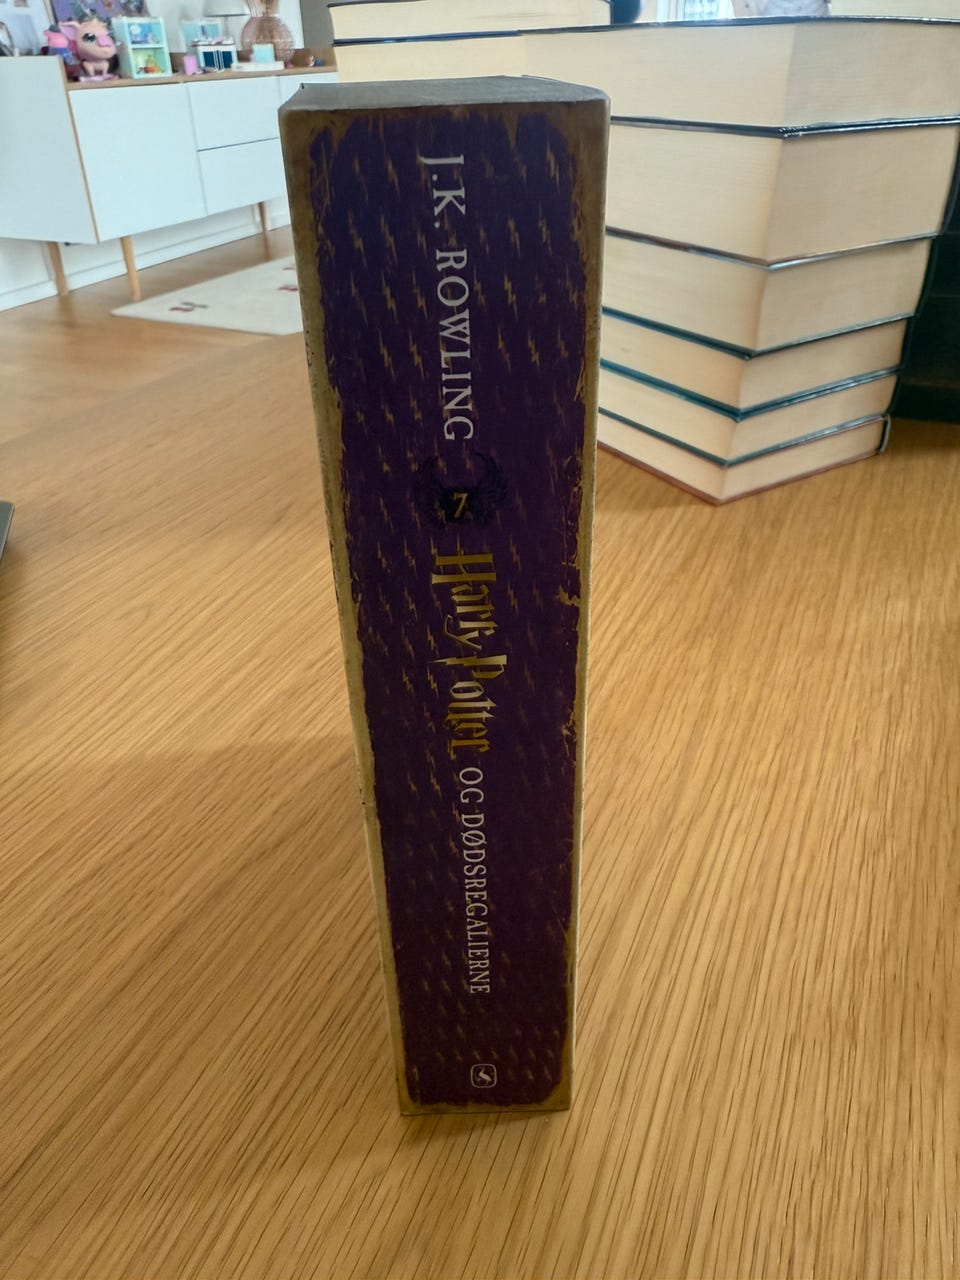 J.K. ROWLING
7
Harry Potter
OG DØDSREGALIERNE